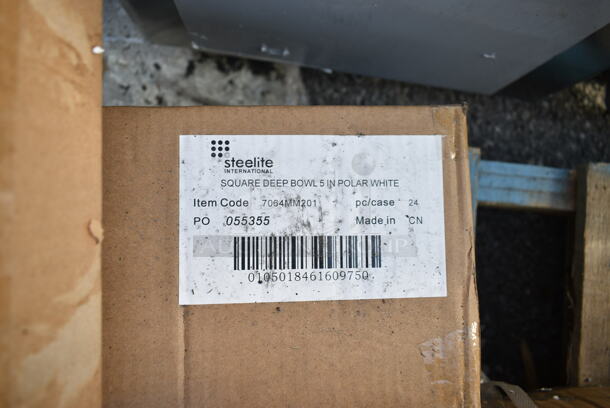 steelite
INTERNATIONAL
SQUARE DEEP BOWL 5 IN POLAR WHITE
Item Code 7064MM201 pc/case 24
PO 055355 Made in CN
0105018461609750